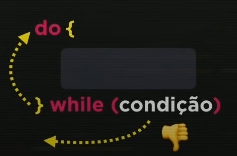 do {
} while (condição)